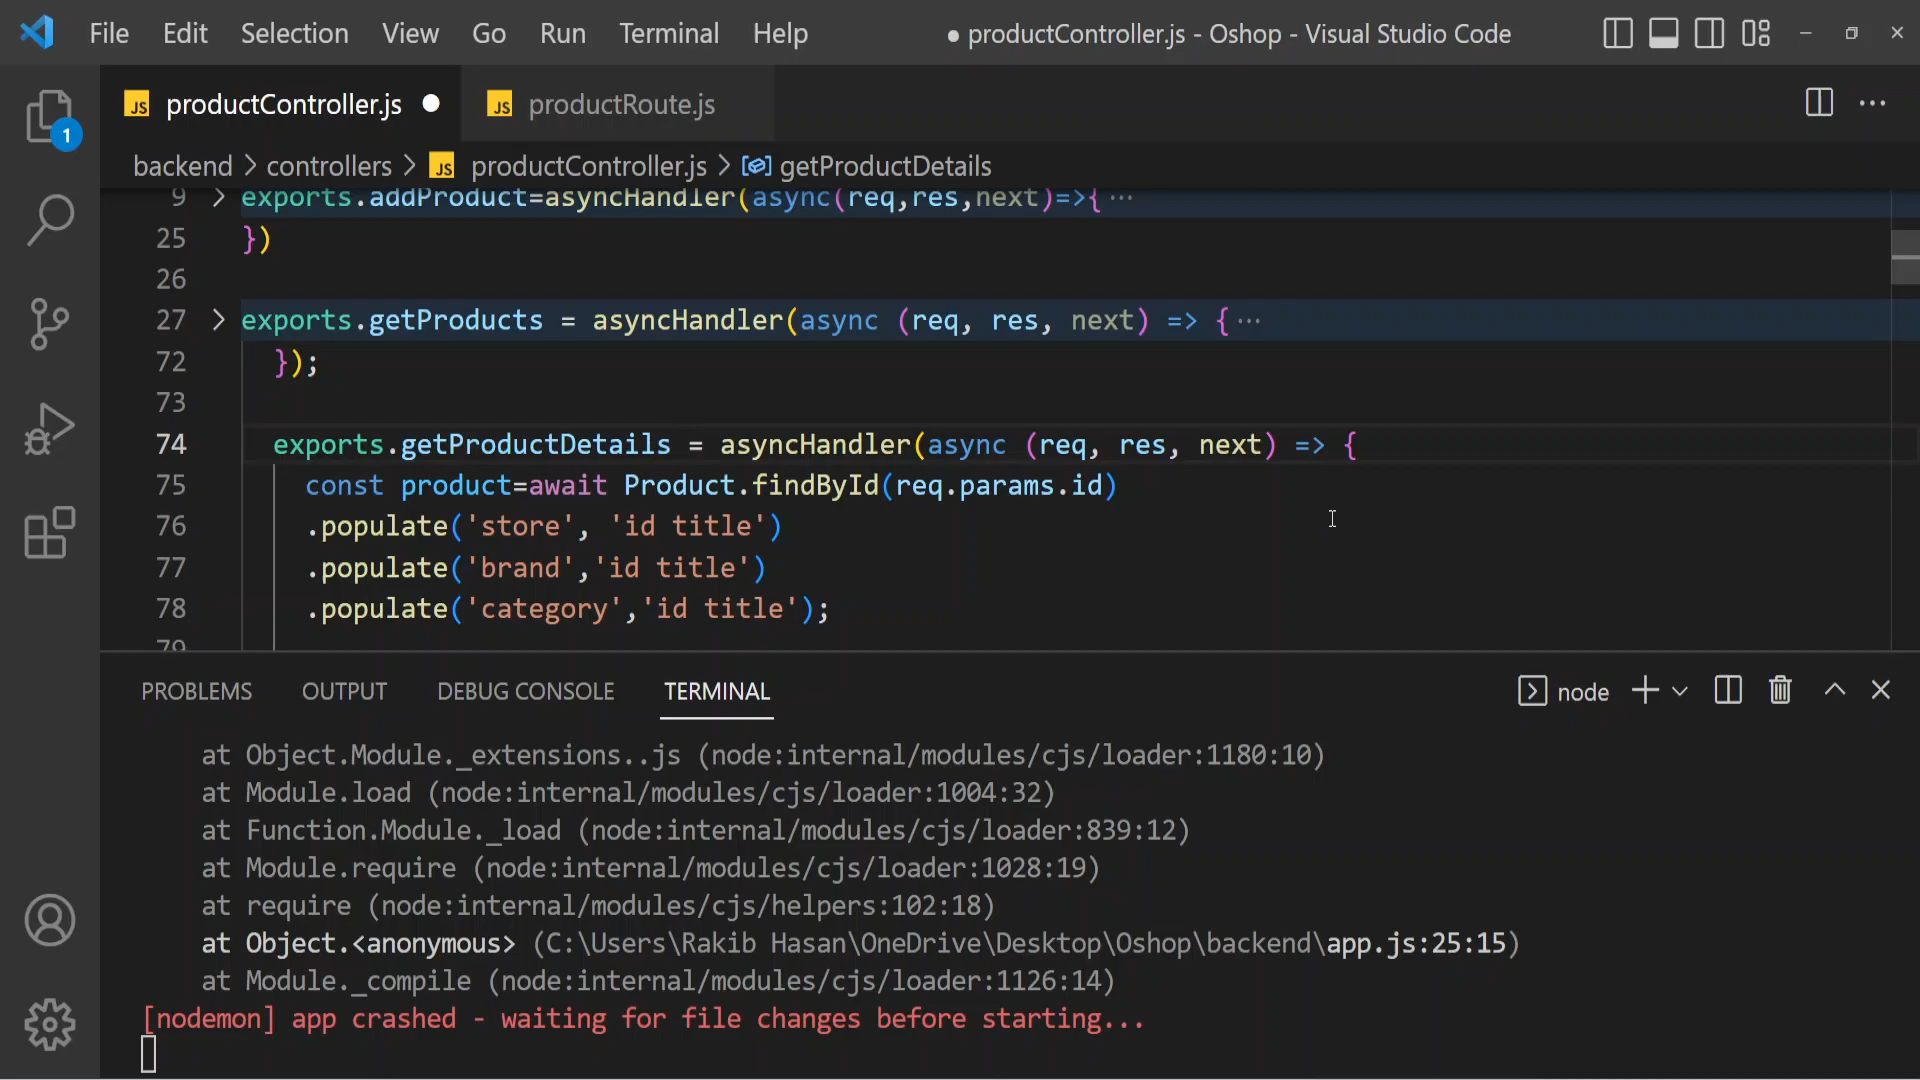 File Edit Selection View Go Run Terminal Help ● productController.js - Oshop - Visual Studio Code
JS productController.js ● JS productRoute.js
1
backend > controllers > JS productController.js > getProductDetails
9 > exports.addProduct=asyncHandler(async(req,res,next)=>{ ...
25 })
26
27 > exports.getProducts = asyncHandler(async (req, res, next) => { ...
72 });
73
74 exports.getProductDetails = asyncHandler(async (req, res, next) => {
75 const product=await Product.findById(req.params.id)
76 .populate('store', 'id title')
77 .populate('brand','id title')
78 .populate('category','id title');
79
PROBLEMS OUTPUT DEBUG CONSOLE TERMINAL node
at Object.Module._extensions..js (node:internal/modules/cjs/loader:1180:10)
at Module.load (node:internal/modules/cjs/loader:1004:32)
at Function.Module._load (node:internal/modules/cjs/loader:839:12)
at Module.require (node:internal/modules/cjs/loader:1028:19)
at require (node:internal/modules/cjs/helpers:102:18)
at Object.<anonymous> (C:\Users\Rakib Hasan\OneDrive\Desktop\Oshop\backend\app.js:25:15)
at Module._compile (node:internal/modules/cjs/loader:1126:14)
[nodemon] app crashed - waiting for file changes before starting...